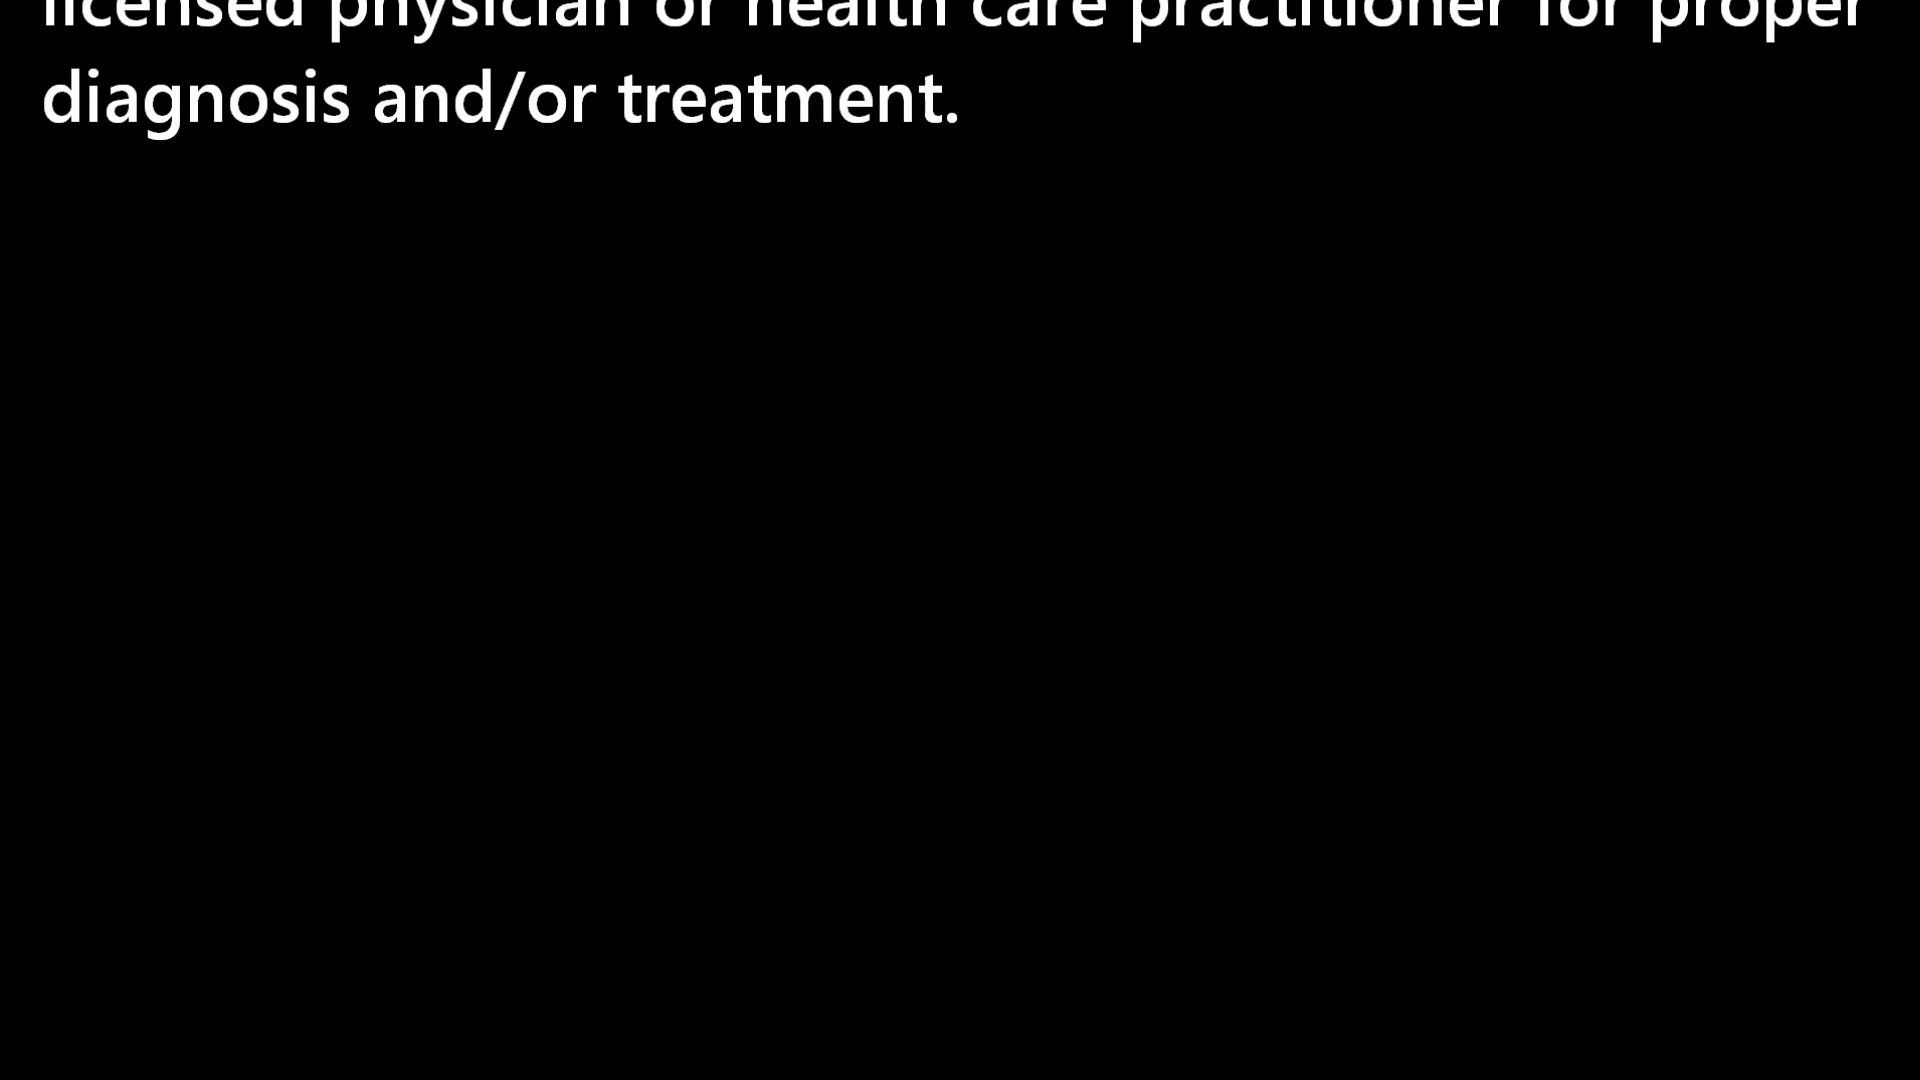 licensed physician or health care practitioner for proper
diagnosis and/or treatment.